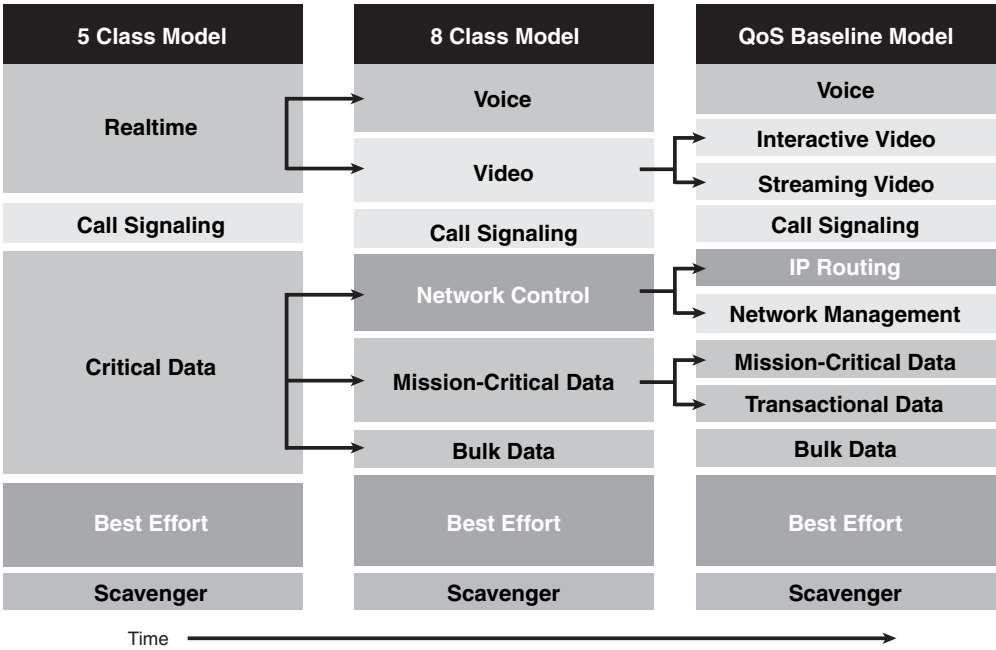 5 Class Model
Realtime
Call Signaling
Critical Data
Best Effort
Scavenger
8 Class Model
Voice
Video
Call Signaling
Network Control
Mission-Critical Data
Bulk Data
Best Effort
Scavenger
QoS Baseline Model
Voice
Interactive Video
Streaming Video
Call Signaling
IP Routing
Network Management
Mission-Critical Data
Transactional Data
Bulk Data
Best Effort
Scavenger
Time